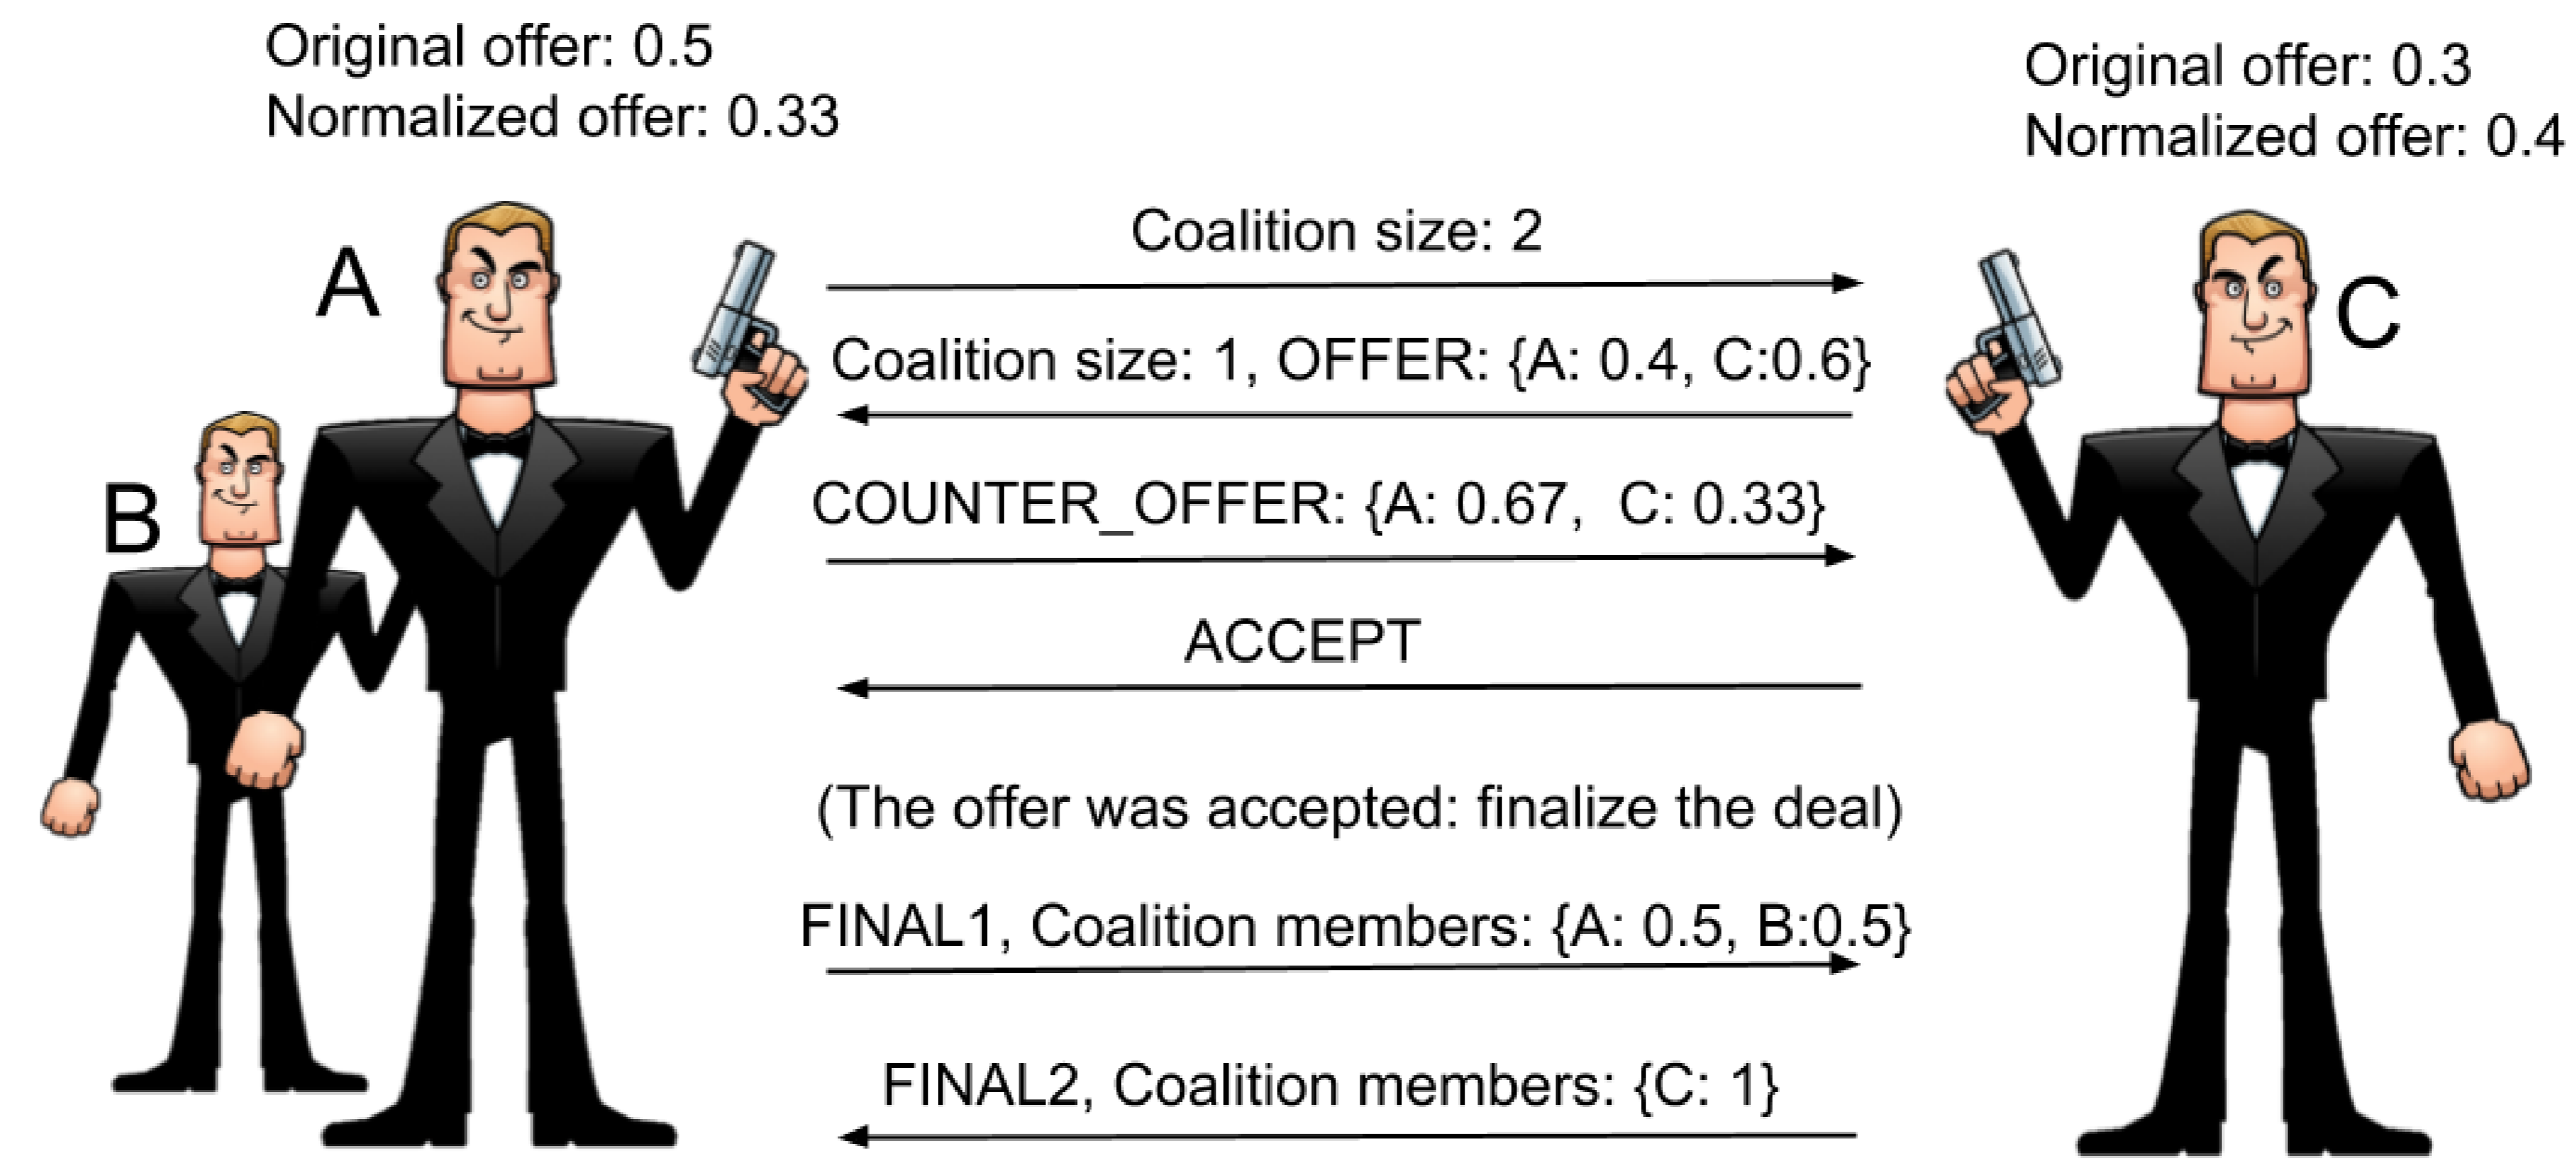 Original offer: 0.5
Normalized offer: 0.33
Original offer: 0.3
Normalized offer: 0.4
A
B
C
Coalition size: 2
Coalition size: 1, OFFER: {A: 0.4, C:0.6}
COUNTER_OFFER: {A: 0.67, C: 0.33}
ACCEPT
(The offer was accepted: finalize the deal)
FINAL1, Coalition members: {A: 0.5, B:0.5}
FINAL2, Coalition members: {C: 1}